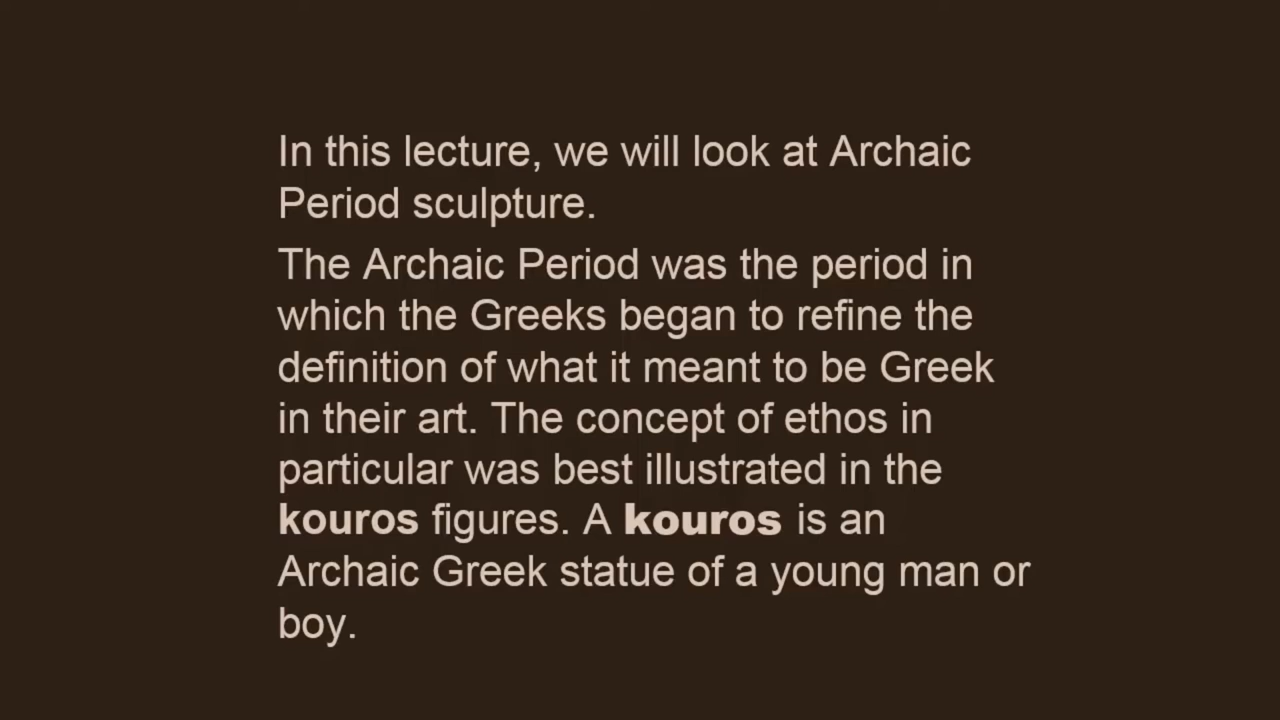 In this lecture, we will look at Archaic
Period sculpture.
The Archaic Period was the period in
which the Greeks began to refine the
definition of what it meant to be Greek
in their art. The concept of ethos in
particular was best illustrated in the
kouros figures. A kouros is an
Archaic Greek statue of a young man or
boy.